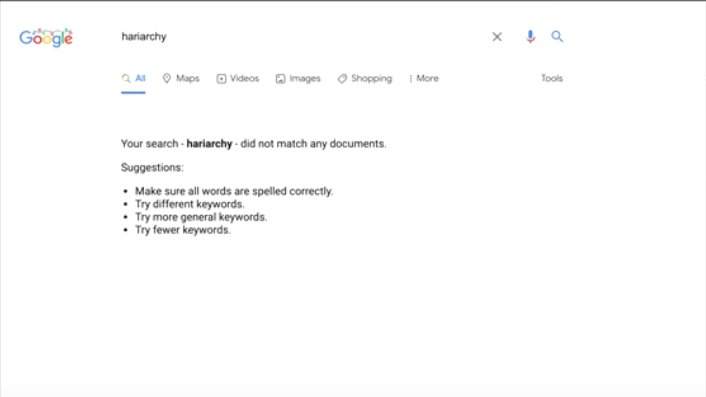 Google hariarchy
All Maps Videos Images Shopping More Tools
Your search - hariarchy - did not match any documents.
Suggestions:
• Make sure all words are spelled correctly.
• Try different keywords.
• Try more general keywords.
• Try fewer keywords.